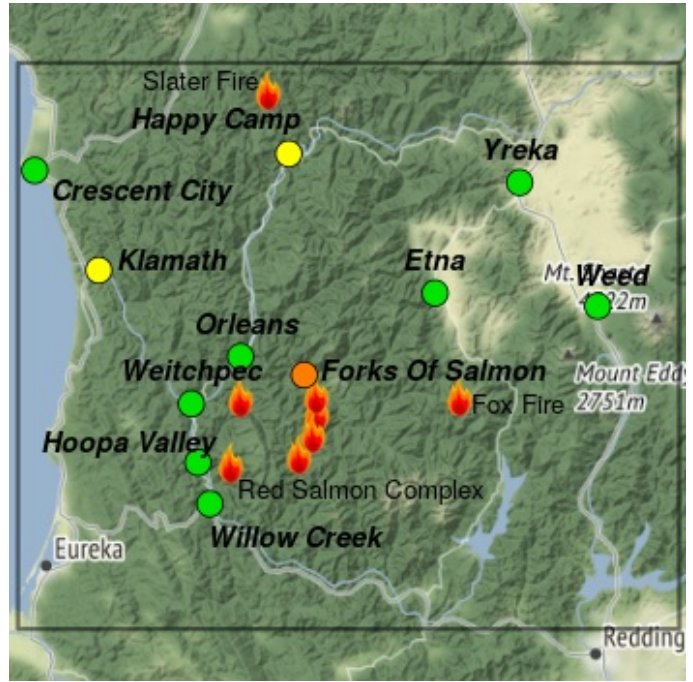 Slater Fire
Happy Camp
Yreka
Crescent City
Klamath
Etna
Weed
Orleans
Weitchpec
Forks Of Salmon
Mount Eddy
2751m
Fox Fire
Hoopa Valley
Red Salmon Complex
Willow Creek
Eureka
Redding